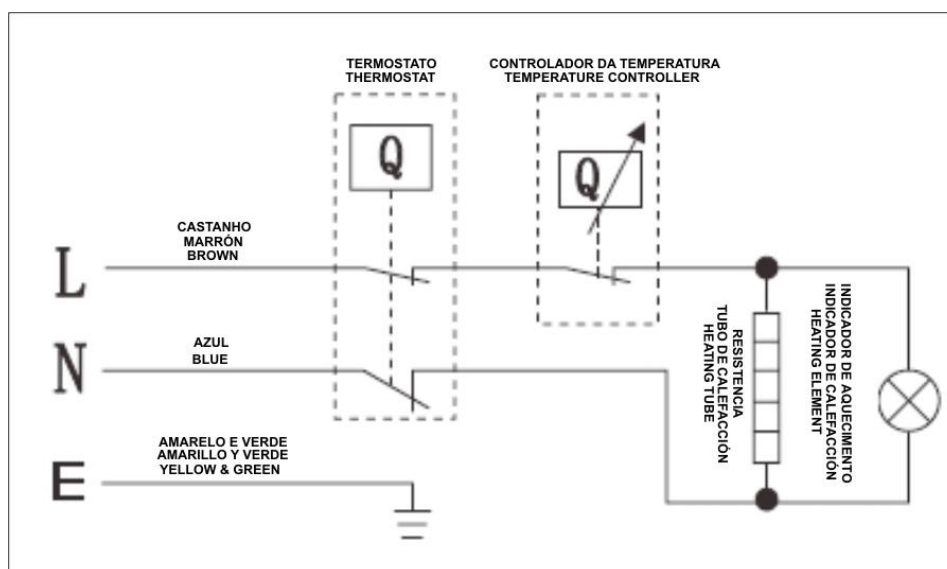 TERMOSTATO
THERMOSTAT
CONTROLADOR DA TEMPERATURA
TEMPERATURE CONTROLLER
Q
Q
CASTANHO
MARRÓN
BROWN
L
AZUL
BLUE
N
AMARELO E VERDE
AMARILLO Y VERDE
YELLOW & GREEN
E
RESISTENCIA
TUBO DE CALEFACCIÓN
HEATING TUBE
INDICADOR DE AQUECIMENTO
INDICADOR DE CALEFACCIÓN
HEATING ELEMENT